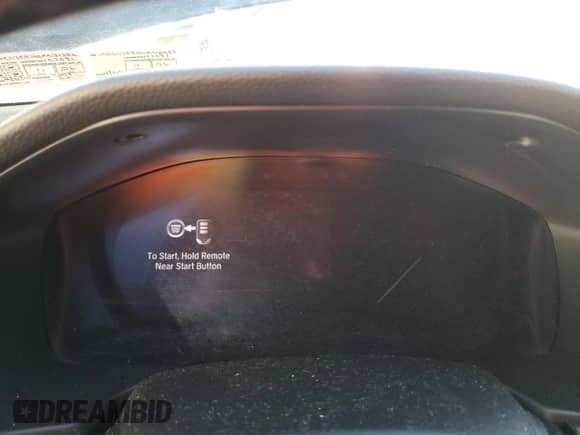 To Start, Hold Remote
Near Start Button
DREAMBID